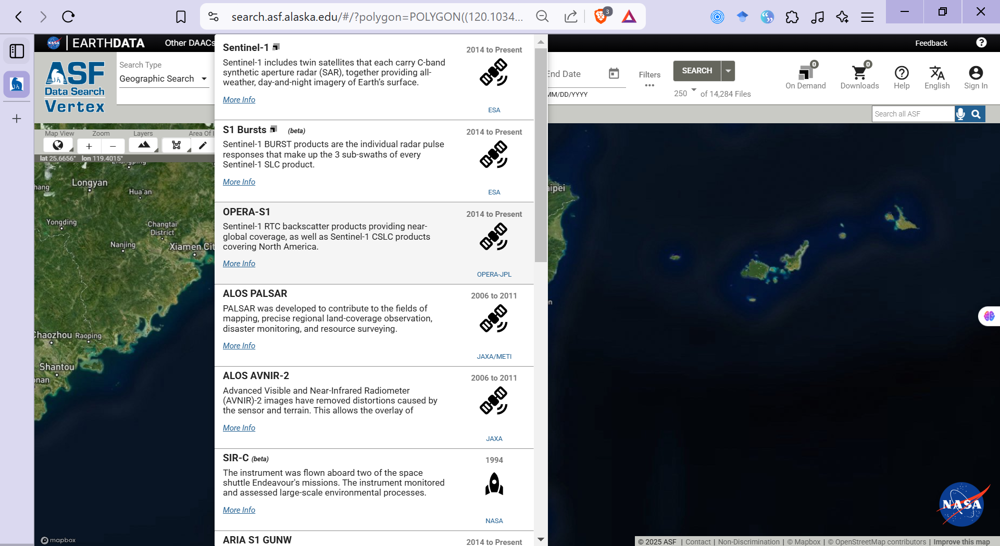 search.asf.alaska.edu/#/?polygon=POLYGON((120.1034...
3
NASA
EARTHDATA
Other DAACs
Feedback
?
ASF
Data Search
Vertex
Search Type
Geographic Search
End Date
MM/DD/YYYY
Filters
SEARCH
250 of 14,284 Files
0
On Demand
0
Downloads
Help
English
Sign In
Search all ASF
Map View
Zoom
Layers
Area Of I
+
−
lat 25.6656° lon 119.4015°
Sentinel-1
2014 to Present
Sentinel-1 includes twin satellites that each carry C-band
synthetic aperture radar (SAR), together providing all-
weather, day-and-night imagery of Earth's surface.
More Info
ESA
S1 Bursts (beta)
2014 to Present
Sentinel-1 BURST products are the individual radar pulse
responses that make up the 3 sub-swaths of every
Sentinel-1 SLC product.
More Info
ESA
OPERA-S1
2014 to Present
Sentinel-1 RTC backscatter products providing near-
global coverage, as well as Sentinel-1 CSLC products
covering North America.
More Info
OPERA-JPL
ALOS PALSAR
2006 to 2011
PALSAR was developed to contribute to the fields of
mapping, precise regional land-coverage observation,
disaster monitoring, and resource surveying.
More Info
JAXA/METI
ALOS AVNIR-2
2006 to 2011
Advanced Visible and Near-Infrared Radiometer
(AVNIR)-2 images have removed distortions caused by
the sensor and terrain. This allows the overlay of
More Info
JAXA
SIR-C (beta)
1994
The instrument was flown aboard two of the space
shuttle Endeavour's missions. The instrument monitored
and assessed large-scale environmental processes.
More Info
NASA
ARIA S1 GUNW
2014 to Present
Zhangping
hang
Longyan
Hua'an
Yongding
Changtai
District
Nanjing
Xiamen Cit
Chaozhou
Raoping
Shantou
nan
aipei
n
mapbox
NASA
© 2025 ASF | Contact | Non-Discrimination | © Mapbox | © OpenStreetMap contributors | Improve this map